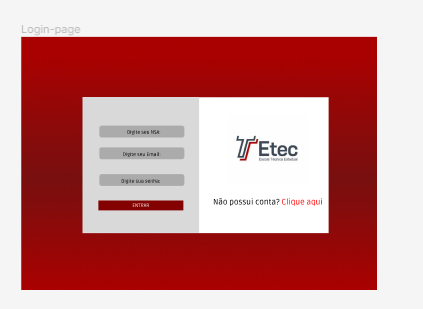 Login-page
Digite seu NSA:
Digite seu Email:
Digite sua senha:
ENTRAR
Etec
Escola Técnica Estadual
Não possui conta? Clique aqui